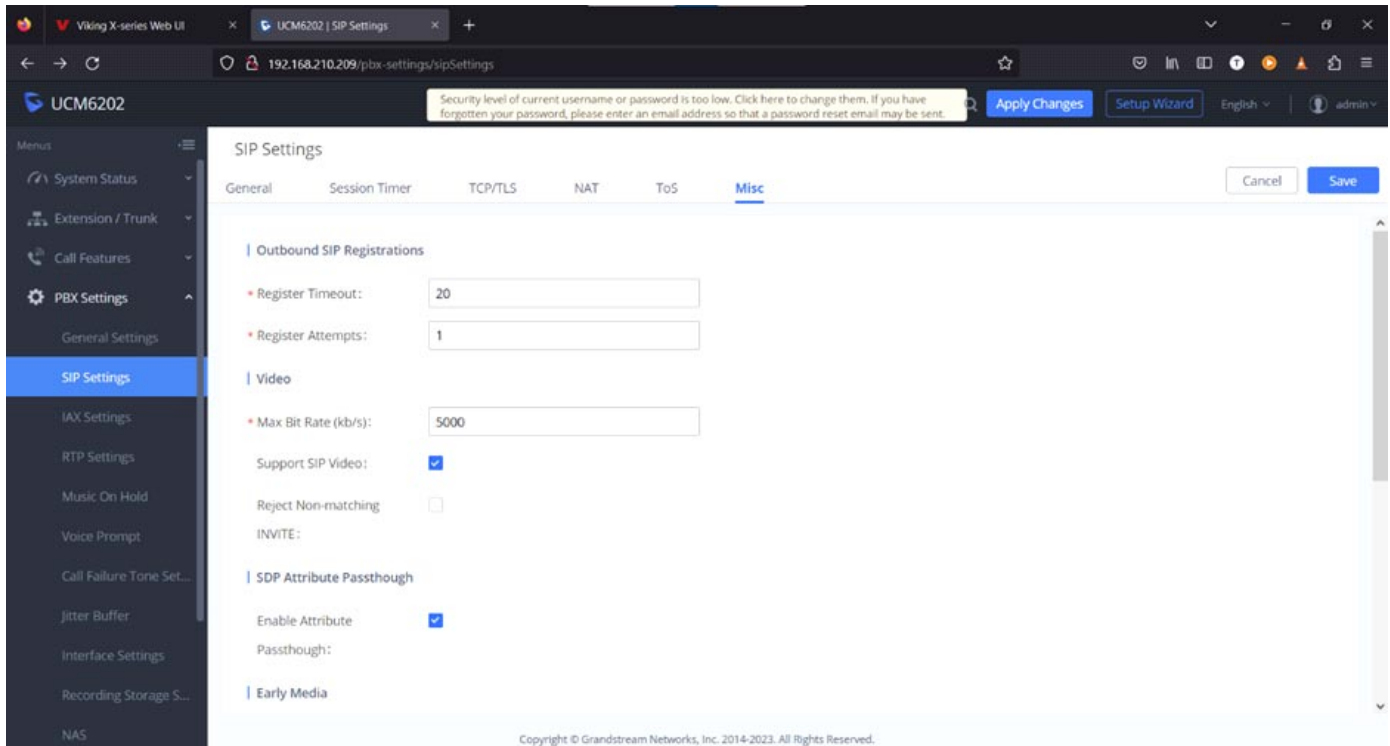 Viking X-series Web UI
UCM6202 | SIP Settings
192.168.210.209/pbx-settings/sipSettings
UCM6202
Security level of current username or password is too low. Click here to change them. If you have
forgotten your password, please enter an email address so that a password reset email may be sent.
Apply Changes
Setup Wizard
English
admin
Menus
System Status
Extension / Trunk
Call Features
PBX Settings
General Settings
SIP Settings
IAX Settings
RTP Settings
Music On Hold
Voice Prompt
Call Failure Tone Set...
Jitter Buffer
Interface Settings
Recording Storage S...
NAS
SIP Settings
General Session Timer TCP/TLS NAT ToS Misc
Cancel Save
Outbound SIP Registrations
* Register Timeout: 20
* Register Attempts: 1
Video
* Max Bit Rate (kb/s): 5000
Support SIP Video:
Reject Non-matching
INVITE:
SDP Attribute Passthough
Enable Attribute
Passthough:
Early Media
Copyright © Grandstream Networks, Inc. 2014-2023. All Rights Reserved.